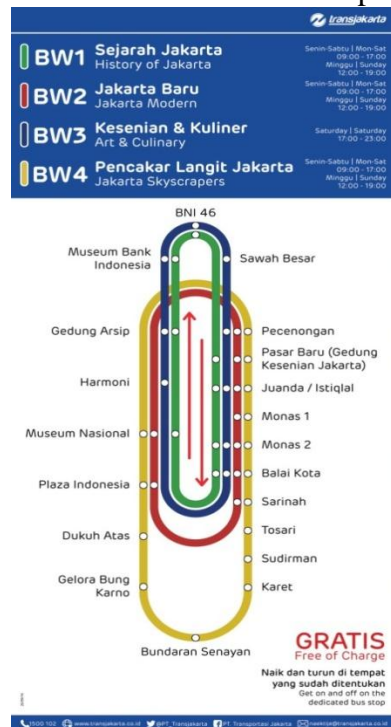 transjakarta
BW1 Sejarah Jakarta
History of Jakarta
Senin-Sabtu | Mon-Sat
09:00 - 17:00
Minggu | Sunday
12:00 - 19:00
BW2 Jakarta Baru
Jakarta Modern
Senin-Sabtu | Mon-Sat
09:00 - 17:00
Minggu | Sunday
12:00 - 19:00
BW3 Kesenian & Kuliner
Art & Culinary
Saturday | Saturday
17:00 - 23:00
BW4 Pencakar Langit Jakarta
Jakarta Skyscrapers
Senin-Sabtu | Mon-Sat
09:00 - 17:00
Minggu | Sunday
12:00 - 19:00
BNI 46
Museum Bank
Indonesia
Sawah Besar
Gedung Arsip
Pecenongan
Pasar Baru (Gedung
Kesenian Jakarta)
Harmoni
Juanda / Istiqlal
Monas 1
Museum Nasional
Monas 2
Balai Kota
Plaza Indonesia
Sarinah
Dukuh Atas
Tosari
Sudirman
Gelora Bung
Karno
Karet
Bundaran Senayan
GRATIS
Free of Charge
Naik dan turun di tempat
yang sudah ditentukan
Get on and off on the
dedicated bus stop
1500 102 www.transjakarta.co.id @PT_Transjakarta PT. Transportasi Jakarta